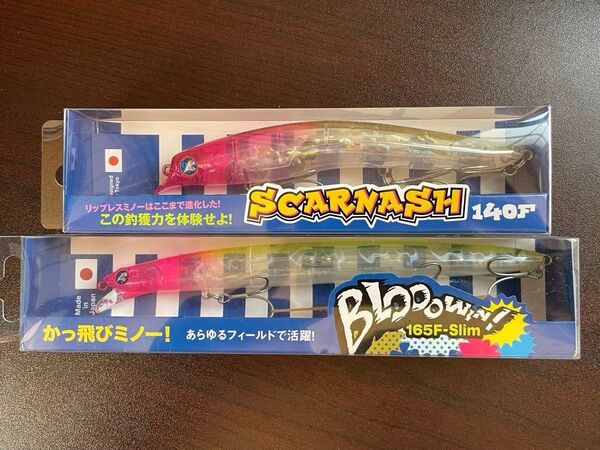 Designed
Tokyo
リップレスミノーはここまで進化した!
この釣獲力を体験せよ!
SCARNASH
140F
Made
in
Japan
かっ飛びミノー!
あらゆるフィールドで活躍!
BLOOOWIN!
165F-Slim